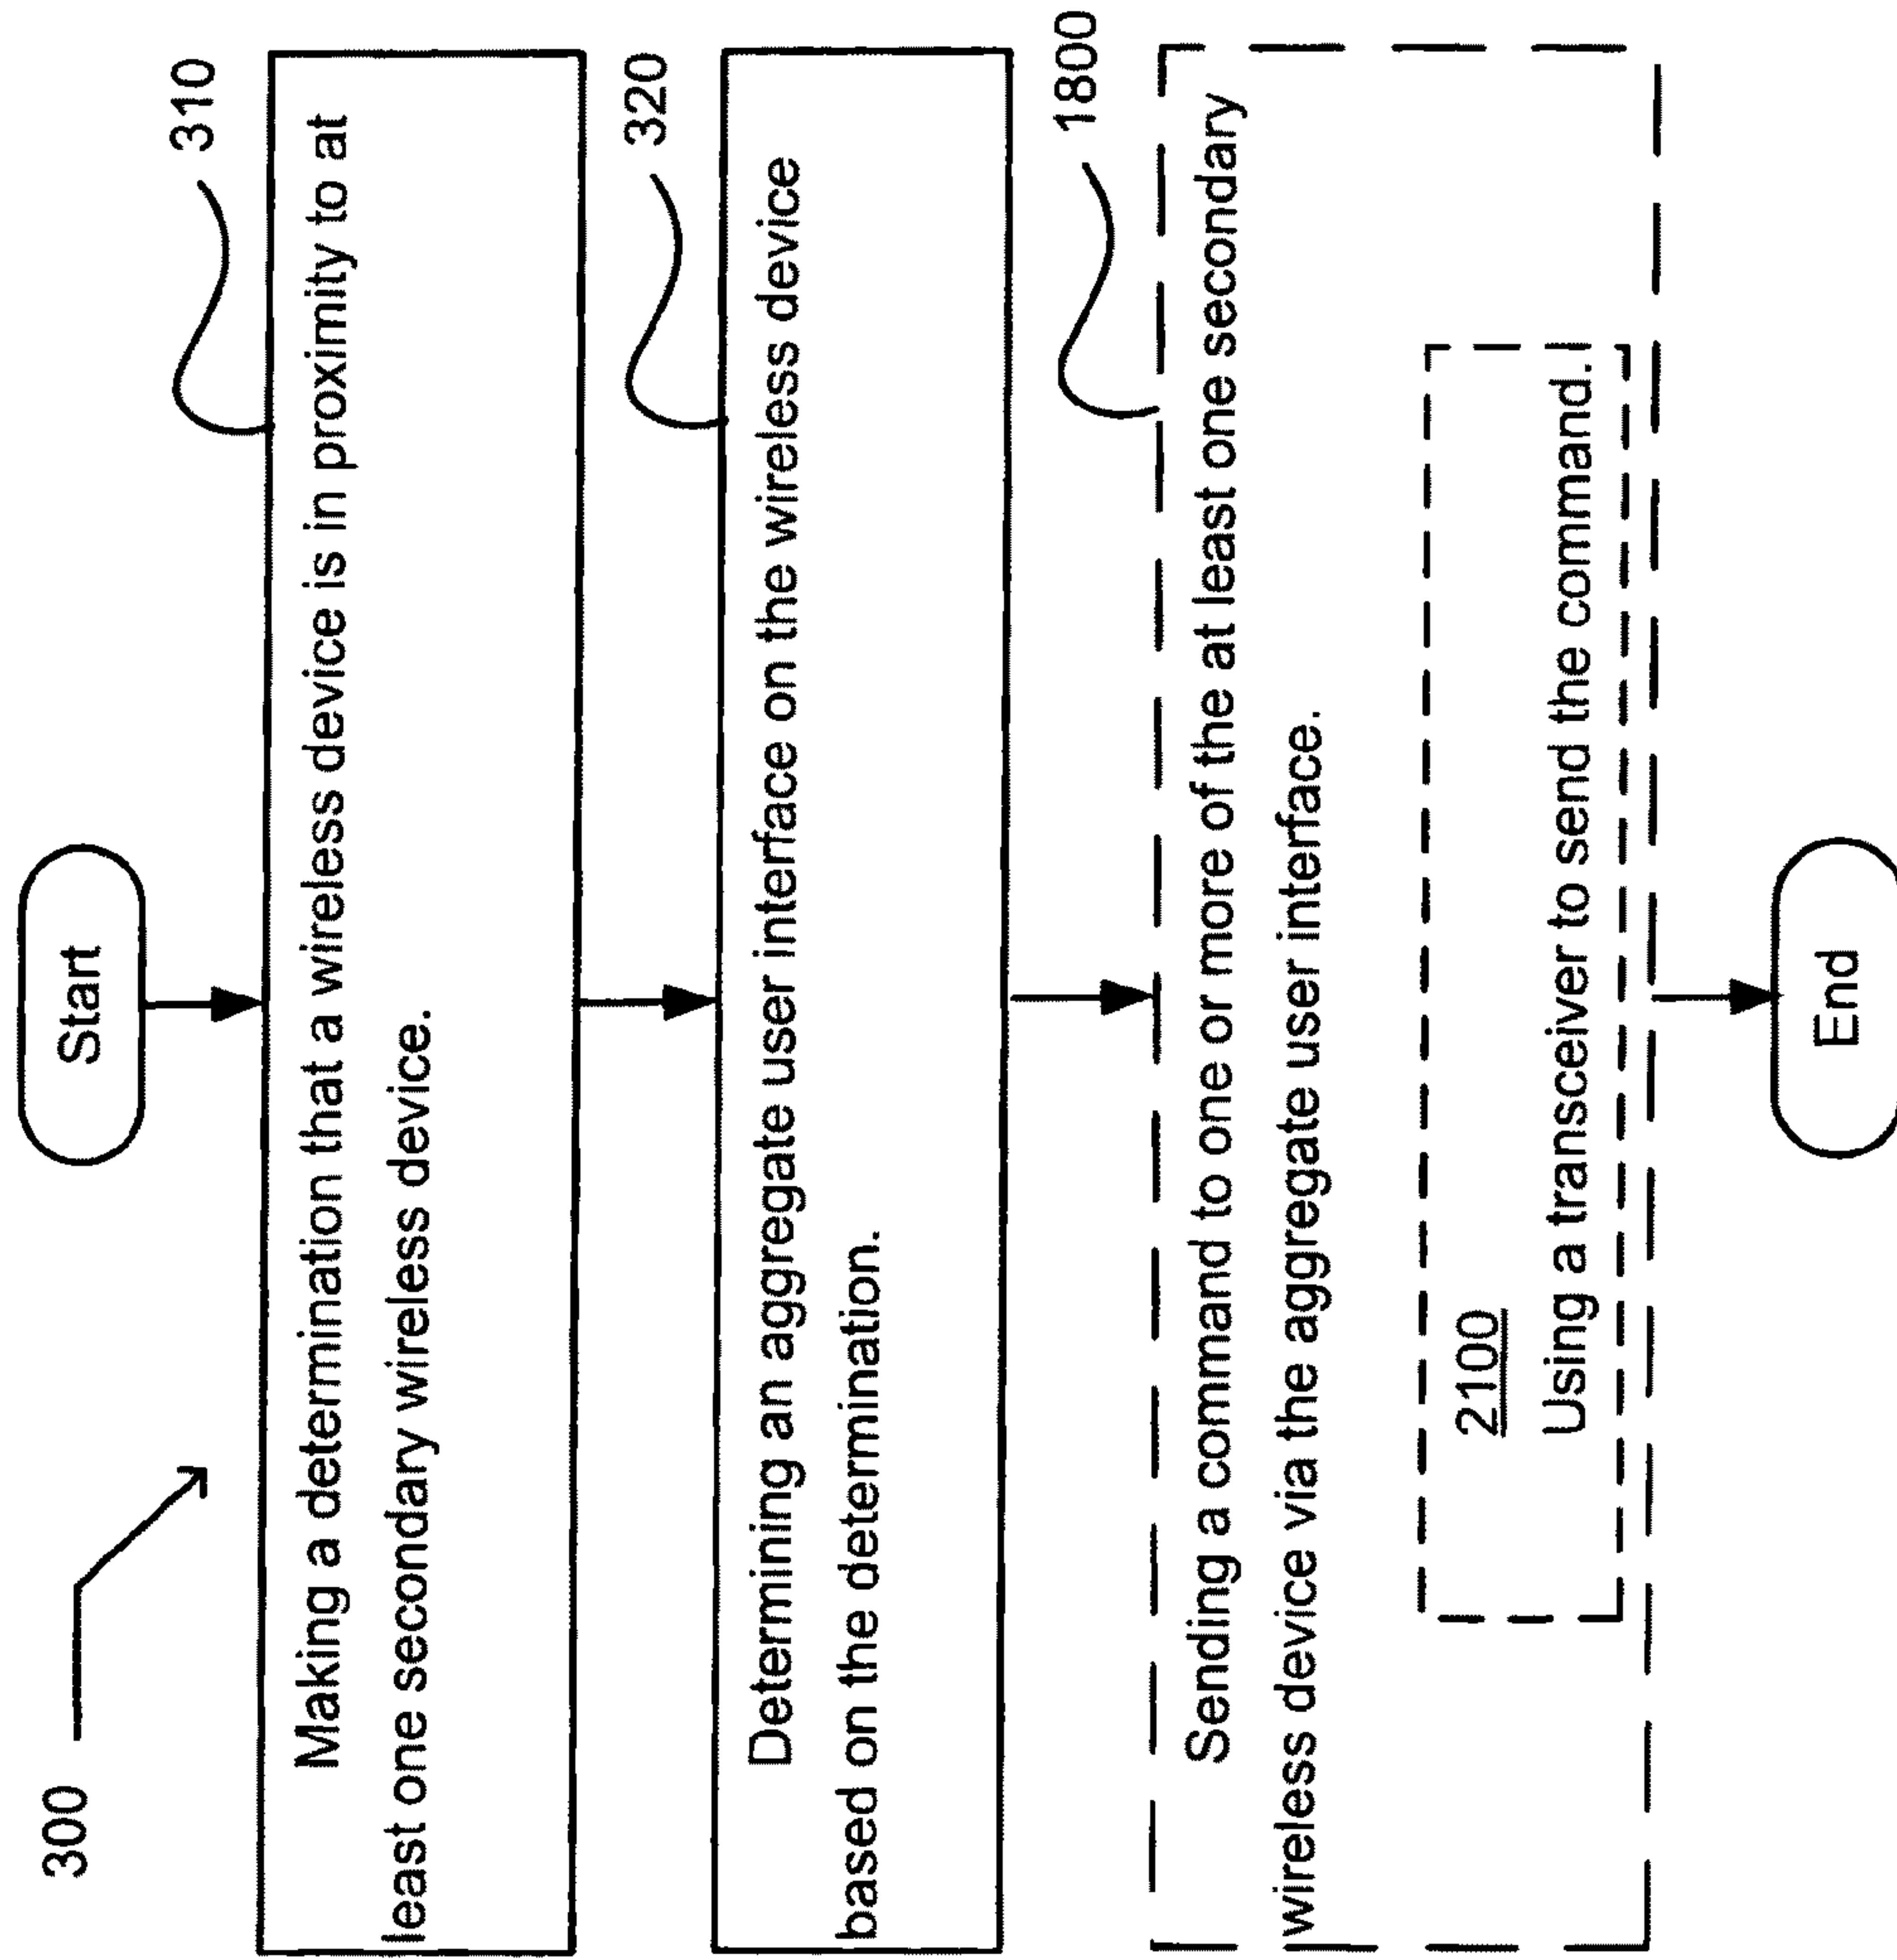 300
Start
310
Making a determination that a wireless device is in proximity to at
least one secondary wireless device.
320
Determining an aggregate user interface on the wireless device
based on the determination.
1800
Sending a command to one or more of the at least one secondary
wireless device via the aggregate user interface.
2100
Using a transceiver to send the command.
End